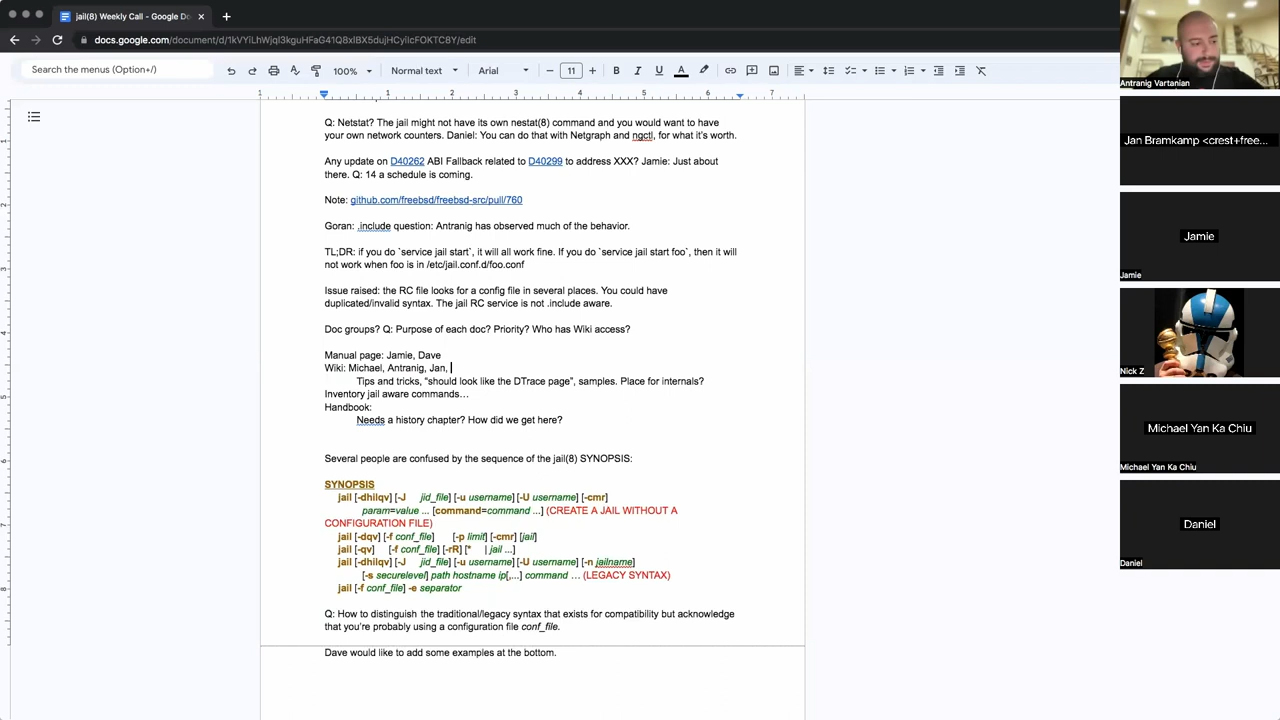 jail(8) Weekly Call - Google Do
docs.google.com/document/d/1kVYiLhWjql3kguHFaG41Q8xIBX5dujHCyiIcFOKTC8Y/edit
Search the menus (Option+/)
100%
Normal text
Arial
11
Q: Netstat? The jail might not have its own nestat(8) command and you would want to have
your own network counters. Daniel: You can do that with Netgraph and ngctl, for what it's worth.
Any update on D40262 ABI Fallback related to D40299 to address XXX? Jamie: Just about
there. Q: 14 a schedule is coming.
Note: github.com/freebsd/freebsd-src/pull/760
Goran: .include question: Antranig has observed much of the behavior.
TL;DR: if you do `service jail start`, it will all work fine. If you do `service jail start foo`, then it will
not work when foo is in /etc/jail.conf.d/foo.conf
Issue raised: the RC file looks for a config file in several places. You could have
duplicated/invalid syntax. The jail RC service is not .include aware.
Doc groups? Q: Purpose of each doc? Priority? Who has Wiki access?
Manual page: Jamie, Dave
Wiki: Michael, Antranig, Jan,
Tips and tricks, "should look like the DTrace page", samples. Place for internals?
Inventory jail aware commands…
Handbook:
Needs a history chapter? How did we get here?
Several people are confused by the sequence of the jail(8) SYNOPSIS:
SYNOPSIS
jail [-dhilqv] [-J jid_file] [-u username] [-U username] [-cmr]
param=value ... [command=command ...] (CREATE A JAIL WITHOUT A
CONFIGURATION FILE)
jail [-dqv] [-f conf_file] [-p limit] [-cmr] [jail]
jail [-qv] [-f conf_file] [-rR] [* | jail ...]
jail [-dhilqv] [-J jid_file] [-u username] [-U username] [-n jailname]
[-s securelevel] path hostname ip[,...] command … (LEGACY SYNTAX)
jail [-f conf_file] -e separator
Q: How to distinguish the traditional/legacy syntax that exists for compatibility but acknowledge
that you're probably using a configuration file conf_file.
Dave would like to add some examples at the bottom.
Antranig Vartanian
Jan Bramkamp <crest+free...
Jamie
Jamie
Nick Z
Michael Yan Ka Chiu
Michael Yan Ka Chiu
Daniel
Daniel